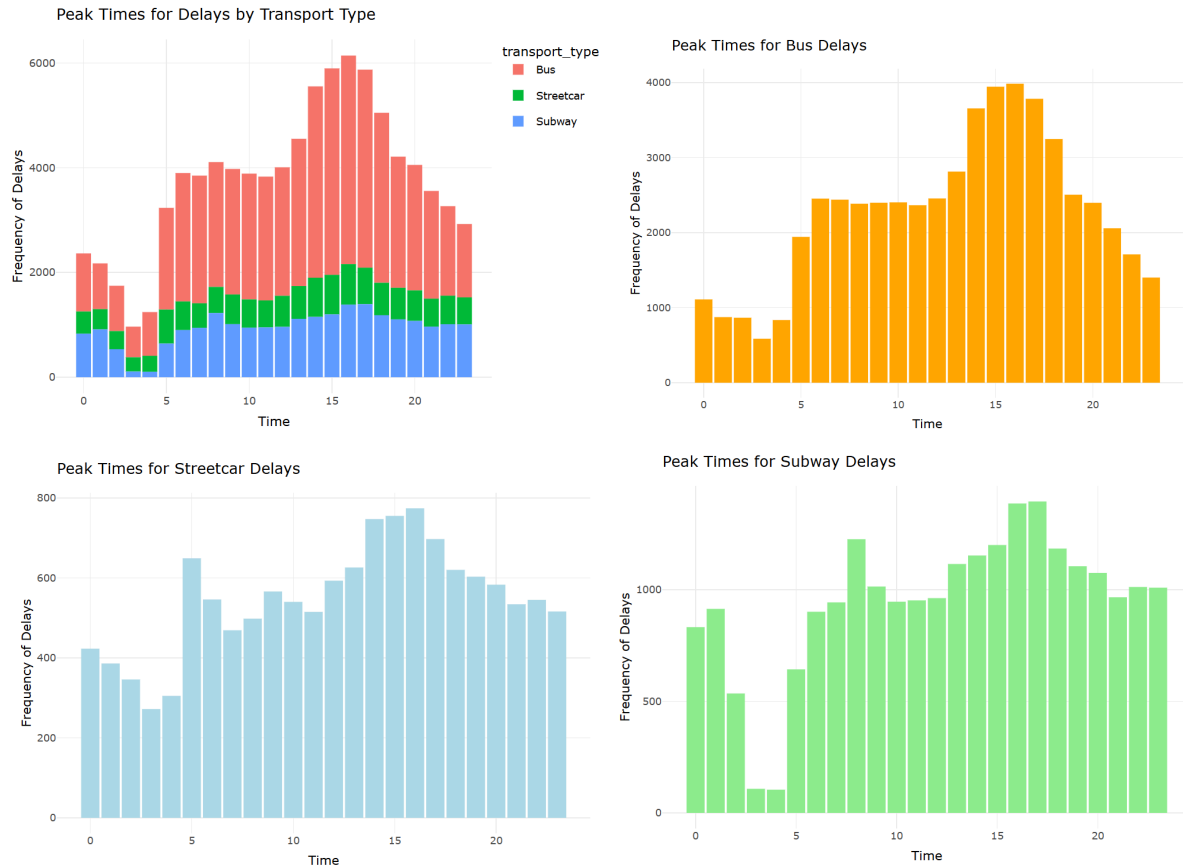 Peak Times for Delays by Transport Type
transport_type
Bus
Streetcar
Subway
6000
4000
2000
0
Frequency of Delays
0 5 10 15 20
Time
Peak Times for Bus Delays
4000
3000
2000
1000
0
Frequency of Delays
0 5 10 15 20
Time
Peak Times for Streetcar Delays
800
600
400
200
0
Frequency of Delays
0 5 10 15 20
Time
Peak Times for Subway Delays
1000
500
0
Frequency of Delays
0 5 10 15 20
Time